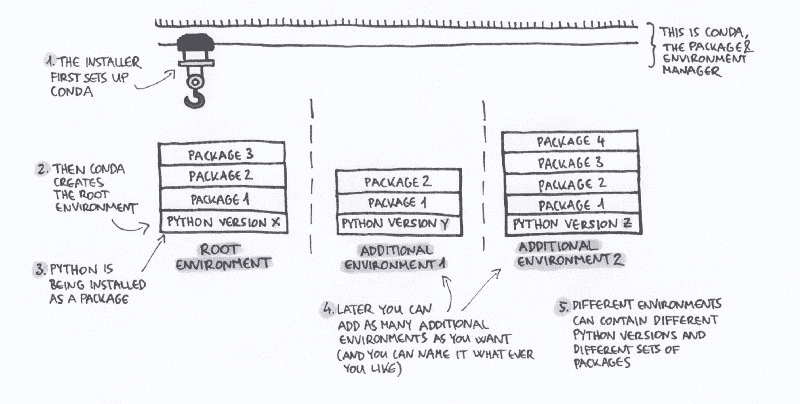 THIS IS CONDA,
THE PACKAGE&
ENVIRONMENT
MANAGER
1. THE INSTALLER
FIRST SETS UP
CONDA
2. THEN CONDA
CREATES
THE ROOT
ENVIRONMENT
3. PYTHON IS
BEING INSTALLED
AS A PACKAGE
PACKAGE 3
PACKAGE 2
PACKAGE 1
PYTHON VERSION X
ROOT
ENVIRONMENT
PACKAGE 2
PACKAGE 1
PYTHON VERSION Y
ADDITIONAL
ENVIRONMENT 1
PACKAGE 4
PACKAGE 3
PACKAGE 2
PACKAGE 1
PYTHON VERSION Z
ADDITIONAL
ENVIRONMENT 2
4. LATER YOU CAN
ADD AS MANY ADDITIONAL
ENVIRONMENTS AS YOU WANT
(AND YOU CAN NAME IT WHAT EVER
YOU LIKE)
5. DIFFERENT ENVIRONMENTS
CAN CONTAIN DIFFERENT
PYTHON VERSIONS AND
DIFFERENT SETS OF
PACKAGES